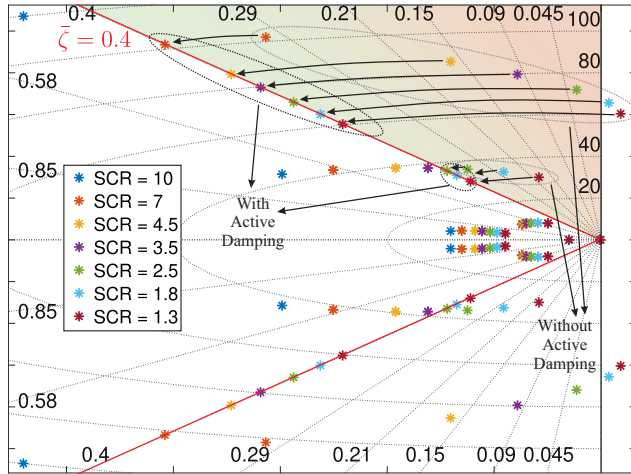 0.4
0.29
0.21
0.15
0.09
0.045
100
ζ̄ = 0.4
80
0.58
40
0.85
20
SCR = 10
SCR = 7
SCR = 4.5
SCR = 3.5
SCR = 2.5
SCR = 1.8
SCR = 1.3
With
Active
Damping
0.85
Without
Active
Damping
0.58
0.4
0.29
0.21
0.15
0.09
0.045